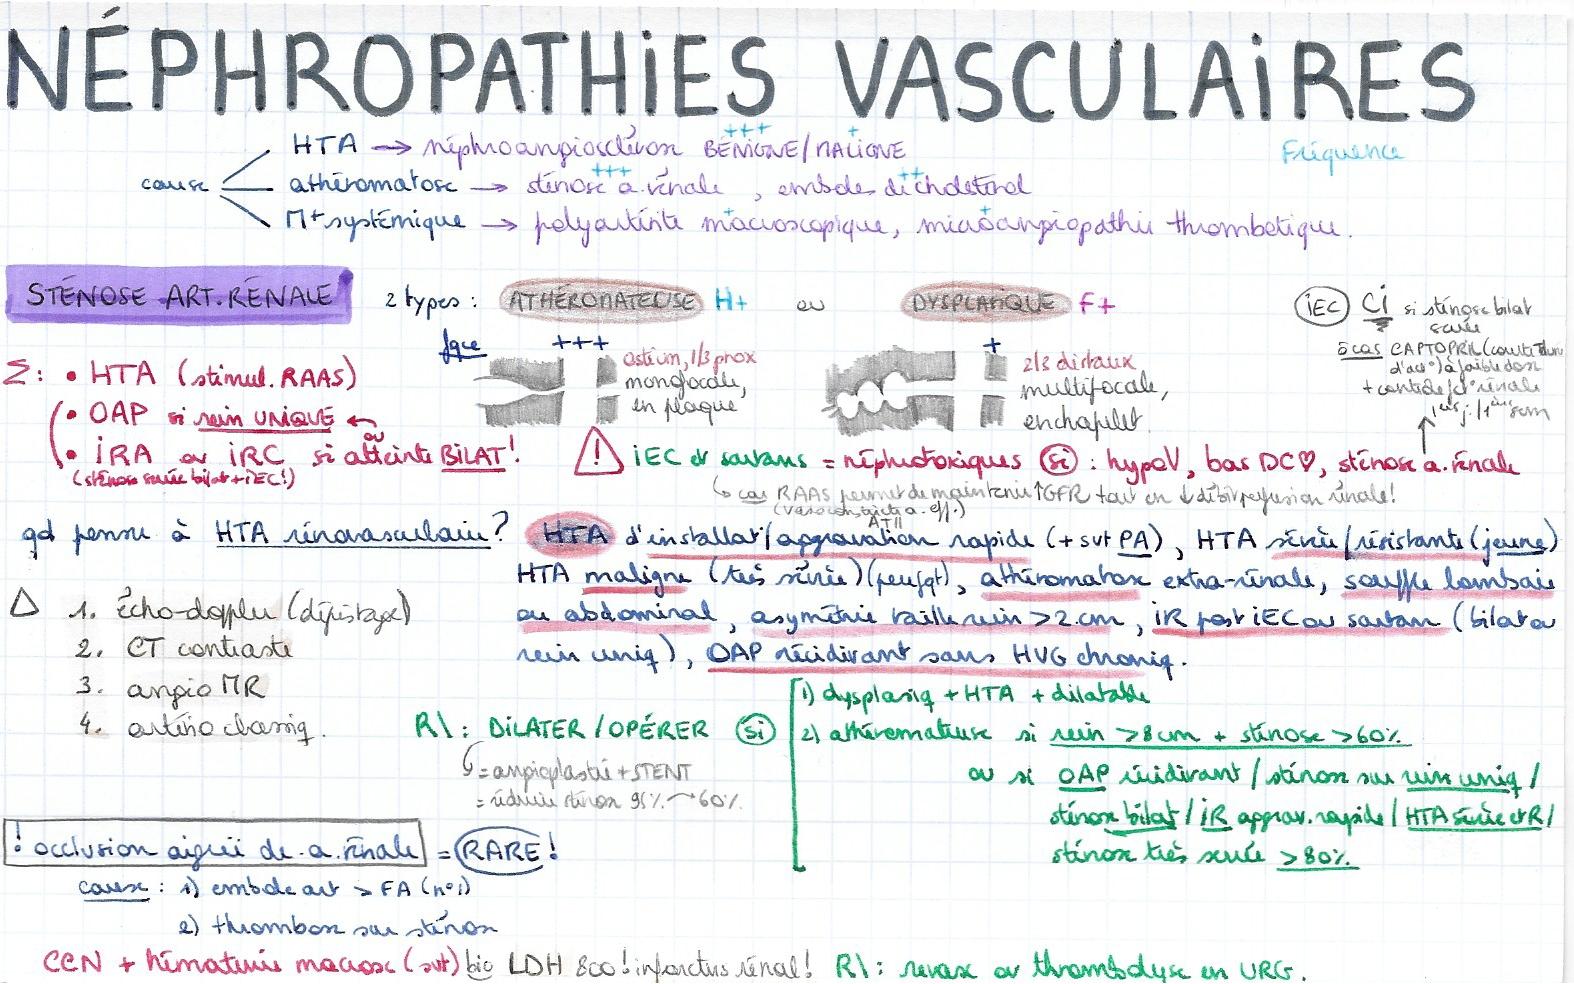 NÉPHROPATHIES VASCULAIRES
cause
HTA → néphroangiosclérose BÉNIGNE/MALIGNE
+++ +
Fréquence
athéromatose → sténose a. rénale, embole de cholestérol
+++ ++
M+ systémique → polyartérite macroscopique, microangiopathie thrombotique.
+ +
STÉNOSE ART. RÉNALE
2 types : ATHÉROMATEUSE H+ ou DYSPLASIQUE F+
fqce +++ +
ostium, 1/3 prox
monofocale,
en plaque,
2/3 distaux
multifocale,
en chapelet.
IEC CI si sténose bilat
serrée
CAPTOPRIL (courte
à faible dose
+ contrôle fct° rénale
Σ : • HTA (stimul. RAAS)
• OAP si rein UNIQUE ←
ou
• IRA ou IRC si atteinte BILAT !
(sténose serrée bilat + IEC !)
! IEC et sartans = néphrotoxiques si : hypoV, bas DC♡, sténose a. rénale
↳ car RAAS permet de maintenir ↑GFR tout en ↓ débit perfusion rénale !
(vasoconstrict a. eff.)
ATII
qd penser à HTA rénovasculaire ?
HTA d'installat°/aggravation rapide (+ svt PA), HTA sévère/résistante (jeune)
HTA maligne (très sévère) (peu fqt), athéromatose extra-rénale, souffle lombaire
ou abdominal, asymétrie taille rein > 2 cm, IR post IEC ou sartan (bilat ou
rein uniq), OAP récidivant sans HVG chroniq.
Δ 1. écho-doppler (dépistage)
2. CT contraste
3. angio MR
4. artério classiq.
R\ : DILATER / OPÉRER si
↳ = angioplastie + STENT
= réduire sténose 95% → 60%.
1) dysplasiq + HTA + dilatable
2) athéromateuse si rein > 8 cm + sténose > 60%
ou si OAP récidivant / sténose sur rein uniq /
sténose bilat / IR aggrav. rapide / HTA sévère et R /
sténose très serrée > 80%.
! occlusion aiguë de a. rénale = RARE !
cause : 1) embole art > FA (n°1)
2) thrombose sur sténose
CCN + hématurie macrosc (svt) bio LDH 800 ! infarctus rénal ! R\ : revasc ou thrombolyse en URG.